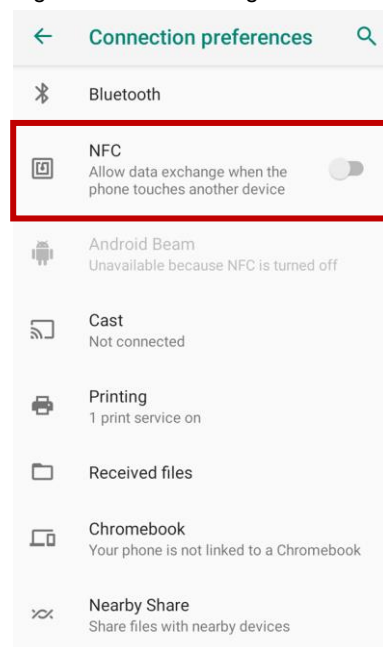 Connection preferences
Bluetooth
NFC
Allow data exchange when the
phone touches another device
Android Beam
Unavailable because NFC is turned off
Cast
Not connected
Printing
1 print service on
Received files
Chromebook
Your phone is not linked to a Chromebook
Nearby Share
Share files with nearby devices